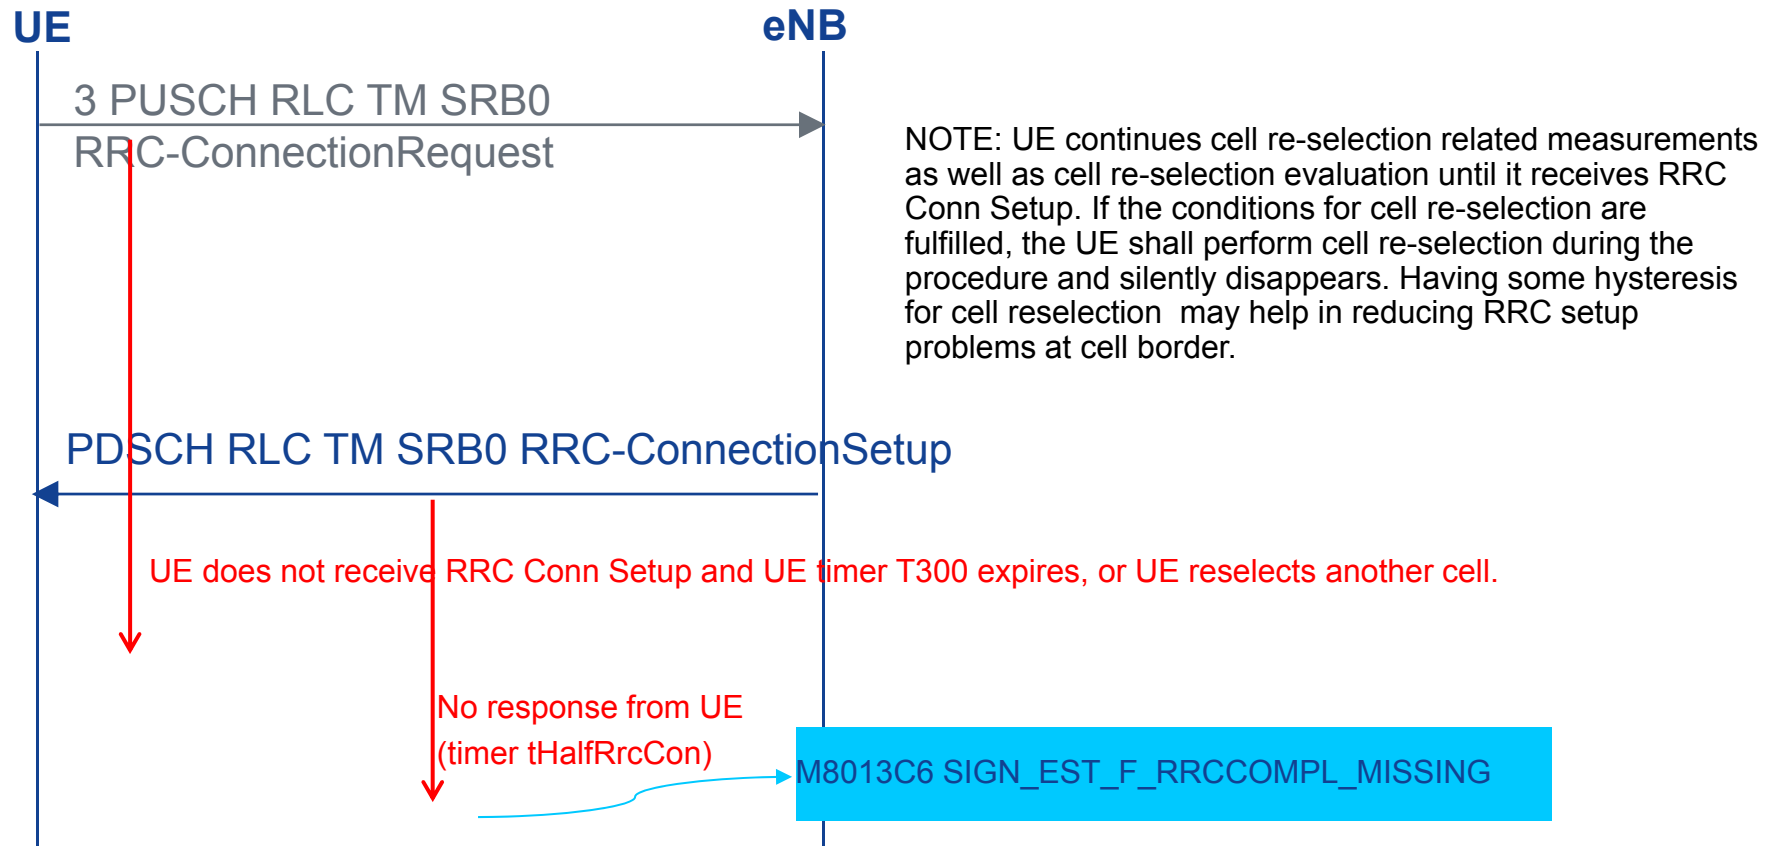 UE
eNB
3 PUSCH RLC TM SRB0
RRC-ConnectionRequest
NOTE: UE continues cell re-selection related measurements
as well as cell re-selection evaluation until it receives RRC
Conn Setup. If the conditions for cell re-selection are
fulfilled, the UE shall perform cell re-selection during the
procedure and silently disappears. Having some hysteresis
for cell reselection  may help in reducing RRC setup
problems at cell border.
PDSCH RLC TM SRB0 RRC-ConnectionSetup
UE does not receive RRC Conn Setup and UE timer T300 expires, or UE reselects another cell.
No response from UE
(timer tHalfRrcCon)
M8013C6 SIGN_EST_F_RRCCOMPL_MISSING